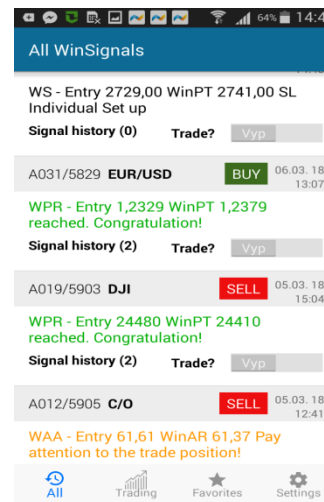 64% 14:4
All WinSignals
WS - Entry 2729,00 WinPT 2741,00 SL
Individual Set up
Signal history (0) Trade? Vyp
A031/5829 EUR/USD BUY 06.03. 18
13:07
WPR - Entry 1,2329 WinPT 1,2379
reached. Congratulation!
Signal history (2) Trade? Vyp
A019/5903 DJI SELL 05.03. 18
15:04
WPR - Entry 24480 WinPT 24410
reached. Congratulation!
Signal history (2) Trade? Vyp
A012/5905 C/O SELL 05.03. 18
12:41
WAA - Entry 61,61 WinAR 61,37 Pay
attention to the trade position!
All Trading Favorites Settings